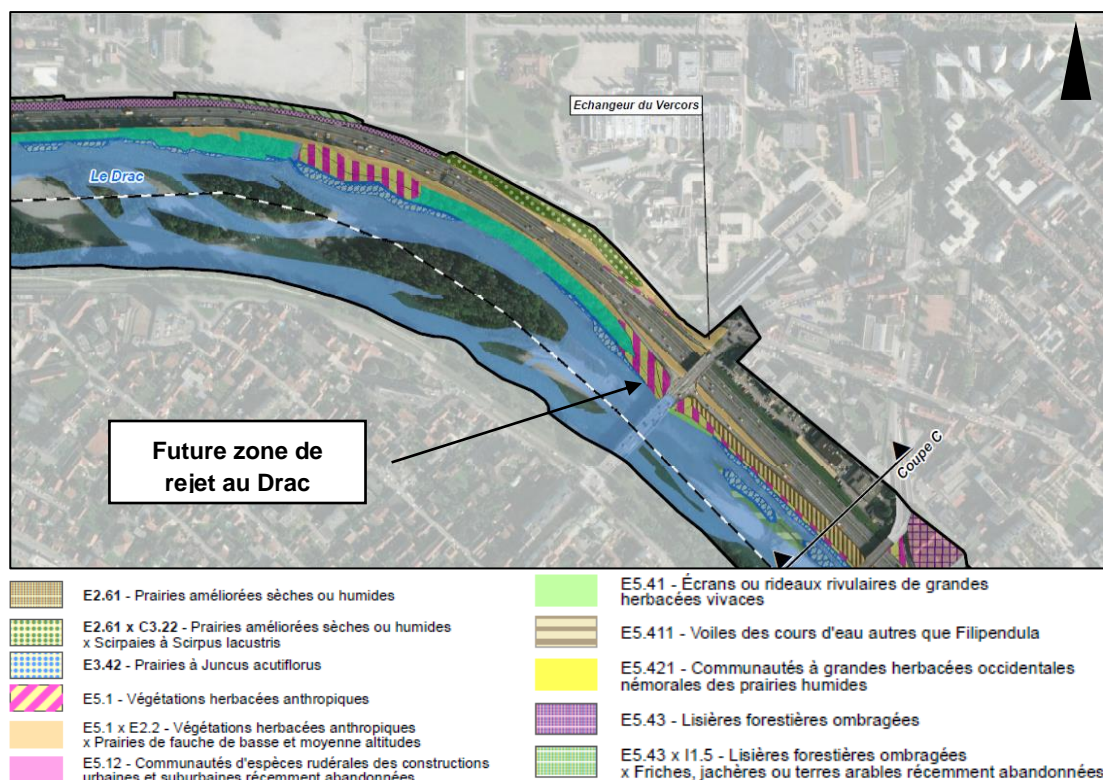 Echangeur du Vercors
Le Drac
Future zone de
rejet au Drac
Coupe C
E2.61 - Prairies améliorées sèches ou humides
E2.61 x C3.22 - Prairies améliorées sèches ou humides
x Scirpaies à Scirpus lacustris
E3.42 - Prairies à Juncus acutiflorus
E5.1 - Végétations herbacées anthropiques
E5.1 x E2.2 - Végétations herbacées anthropiques
x Prairies de fauche de basse et moyenne altitudes
E5.12 - Communautés d'espèces rudérales des constructions
urbaines et suburbaines récemment abandonnées
E5.41 - Écrans ou rideaux rivulaires de grandes
herbacées vivaces
E5.411 - Voiles des cours d'eau autres que Filipendula
E5.421 - Communautés à grandes herbacées occidentales
némorales des prairies humides
E5.43 - Lisières forestières ombragées
E5.43 x I1.5 - Lisières forestières ombragées
x Friches, jachères ou terres arables récemment abandonnées